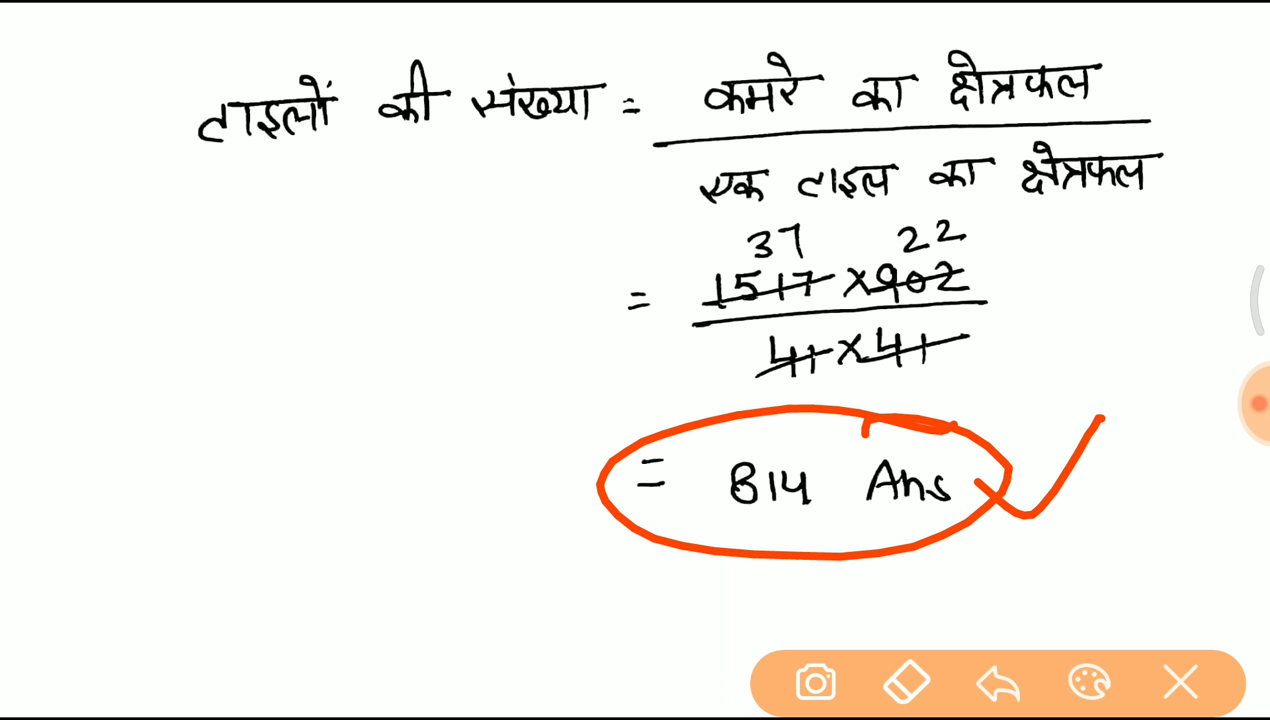 टाइलों की संख्या = कमरे का क्षेत्रफल
एक टाइल का क्षेत्रफल
37 22
= 1517 x 902
41 x 41
= 814 Ans